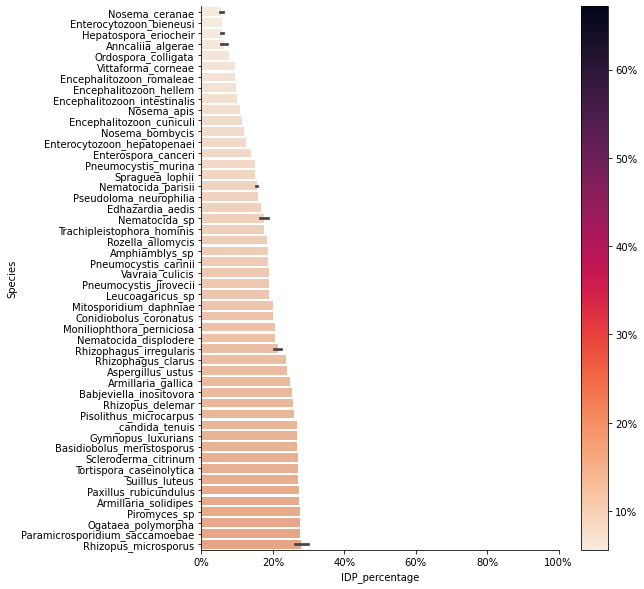 Nosema_ceranae
Enterocytozoon_bieneusi
Hepatospora_eriocheir
Anncaliia_algerae
Ordospora_colligata
Vittaforma_corneae
Encephalitozoon_romaleae
Encephalitozoon_hellem
Encephalitozoon_intestinalis
Nosema_apis
Encephalitozoon_cuniculi
Nosema_bombycis
Enterocytozoon_hepatopenaei
Enterospora_canceri
Pneumocystis_murina
Spraguea_lophii
Nematocida_parisii
Pseudoloma_neurophilia
Edhazardia_aedis
Nematocida_sp
Trachipleistophora_hominis
Rozella_allomycis
Amphiamblys_sp
Pneumocystis_carinii
Vavraia_culicis
Pneumocystis_jirovecii
Leucoagaricus_sp
Mitosporidium_daphniae
Conidiobolus_coronatus
Moniliophthora_perniciosa
Nematocida_displodere
Rhizophagus_irregularis
Rhizophagus_clarus
Aspergillus_ustus
Armillaria_gallica
Babjeviella_inositovora
Rhizopus_delemar
Pisolithus_microcarpus
_candida_tenuis
Gymnopus_luxurians
Basidiobolus_meristosporus
Scleroderma_citrinum
Tortispora_caseinolytica
Suillus_luteus
Paxillus_rubicundulus
Armillaria_solidipes
Piromyces_sp
Ogataea_polymorpha
Paramicrosporidium_saccamoebae
Rhizopus_microsporus
Species
0% 20% 40% 60% 80% 100%
IDP_percentage
60%
50%
40%
30%
20%
10%